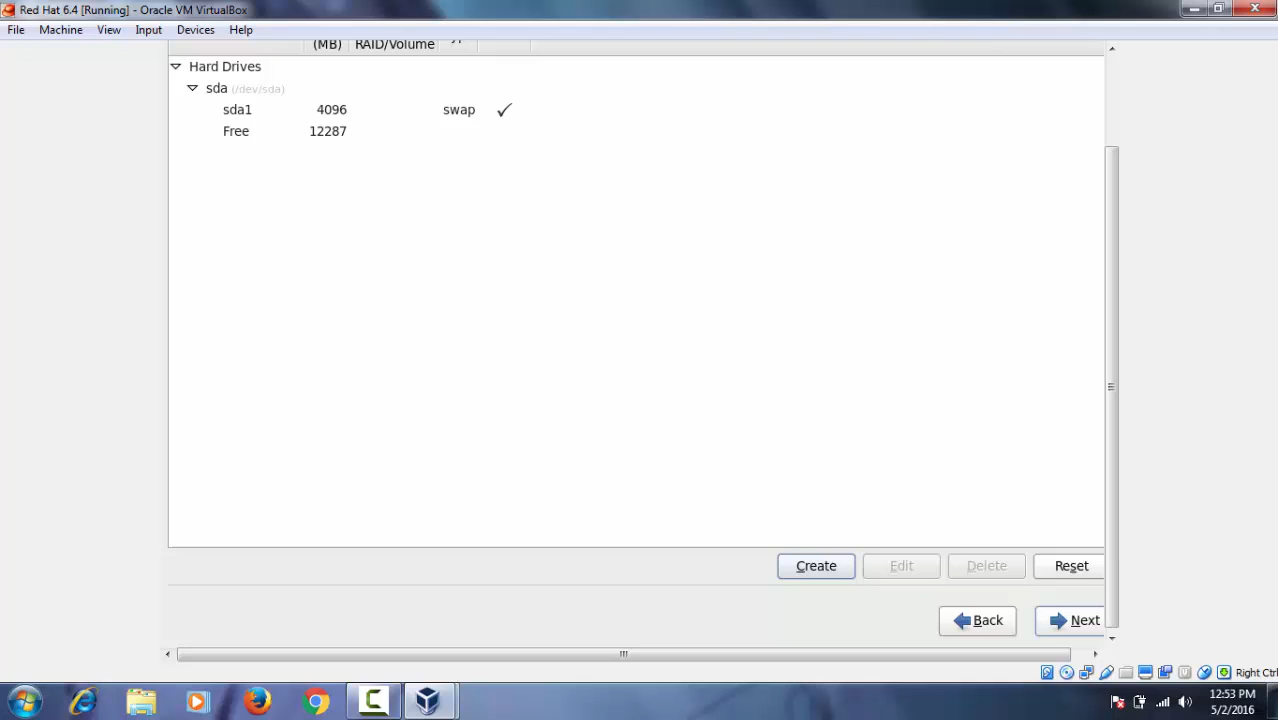 Red Hat 6.4 [Running] - Oracle VM VirtualBox
File Machine View Input Devices Help
(MB) RAID/Volume
Hard Drives
sda (/dev/sda)
sda1 4096 swap ✓
Free 12287
Create Edit Delete Reset
Back Next
Right Ctrl
12:53 PM
5/2/2016